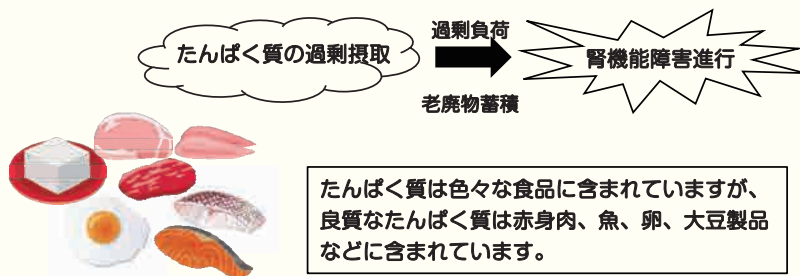 過剰負荷
たんぱく質の過剰摂取
腎機能障害進行
老廃物蓄積
たんぱく質は色々な食品に含まれていますが、
良質なたんぱく質は赤身肉、魚、卵、大豆製品
などに含まれています。